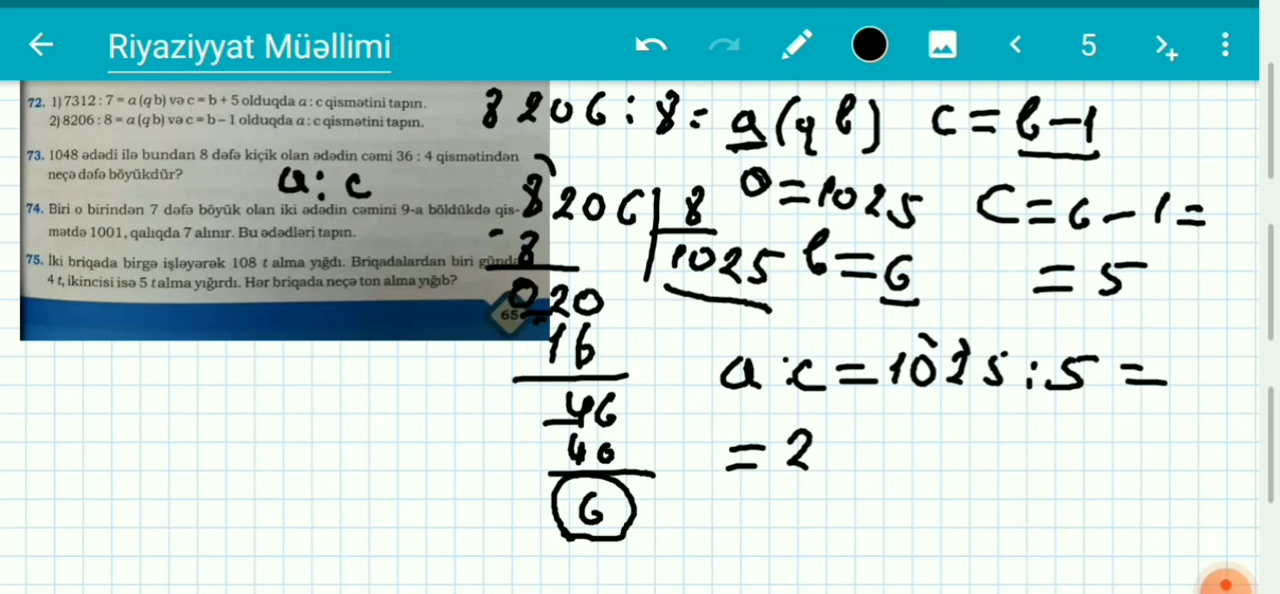 Riyaziyyat Müəllimi
5
72. 1) 7312 : 7 = a (q b) və c = b + 5 olduqda a : c qismətini tapın.
2) 8206 : 8 = a (q b) və c = b – 1 olduqda a : c qismətini tapın.
73. 1048 ədədi ilə bundan 8 dəfə kiçik olan ədədin cəmi 36 : 4 qismətindən
neçə dəfə böyükdür?
74. Biri o birindən 7 dəfə böyük olan iki ədədin cəmini 9-a böldükdə qis-
mətdə 1001, qalıqda 7 alınır. Bu ədədləri tapın.
75. İki briqada birgə işləyərək 108 t alma yığdı. Briqadalardan biri gündə
4 t, ikincisi isə 5 t alma yığırdı. Hər briqada neçə ton alma yığıb?
65
a : c
8206 : 8 = a (q b) c = b – 1
8206 8
- 8 1025
020
- 16
- 46
40
6
a = 1025
b = 6
c = 6 – 1 =
= 5
a : c = 1025 : 5 =
= 2